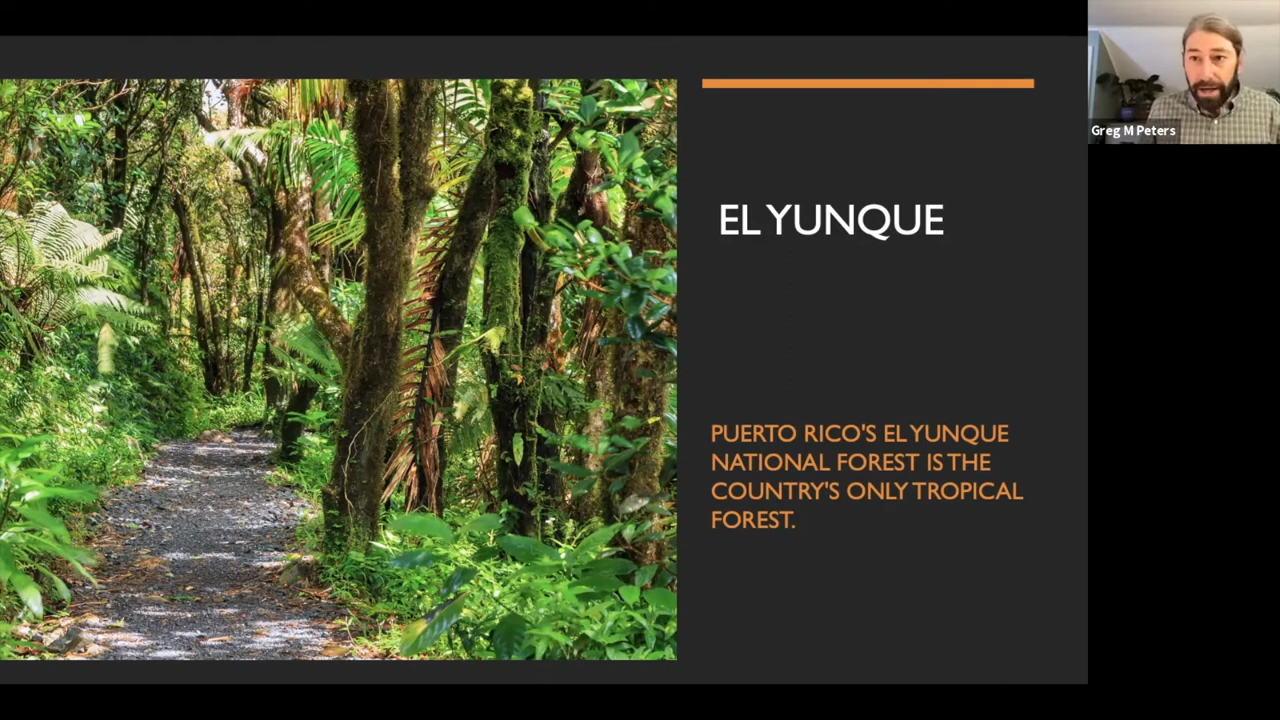 Greg M Peters
EL YUNQUE
PUERTO RICO'S EL YUNQUE
NATIONAL FOREST IS THE
COUNTRY'S ONLY TROPICAL
FOREST.